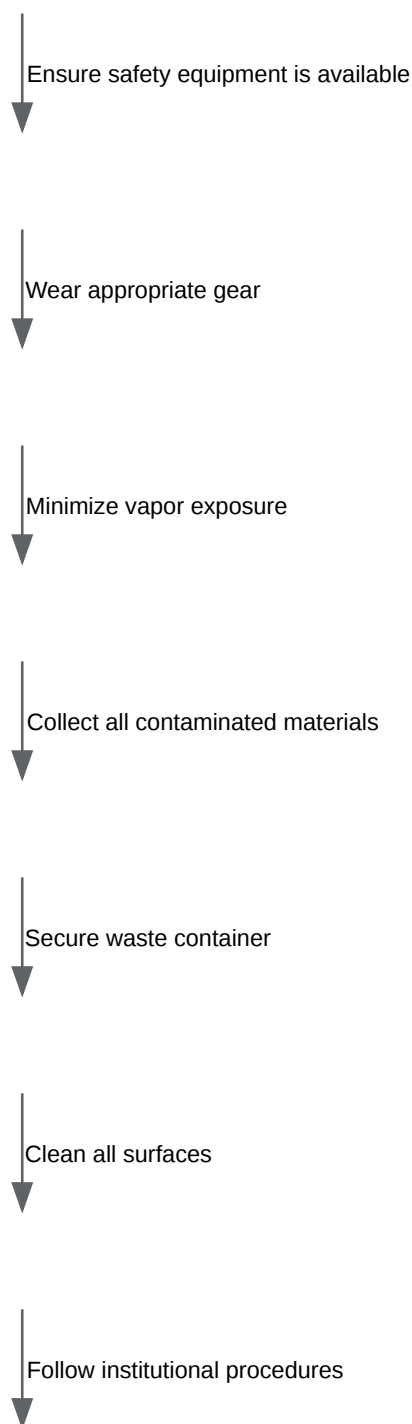 Ensure safety equipment is available
Wear appropriate gear
Minimize vapor exposure
Collect all contaminated materials
Secure waste container
Clean all surfaces
Follow institutional procedures